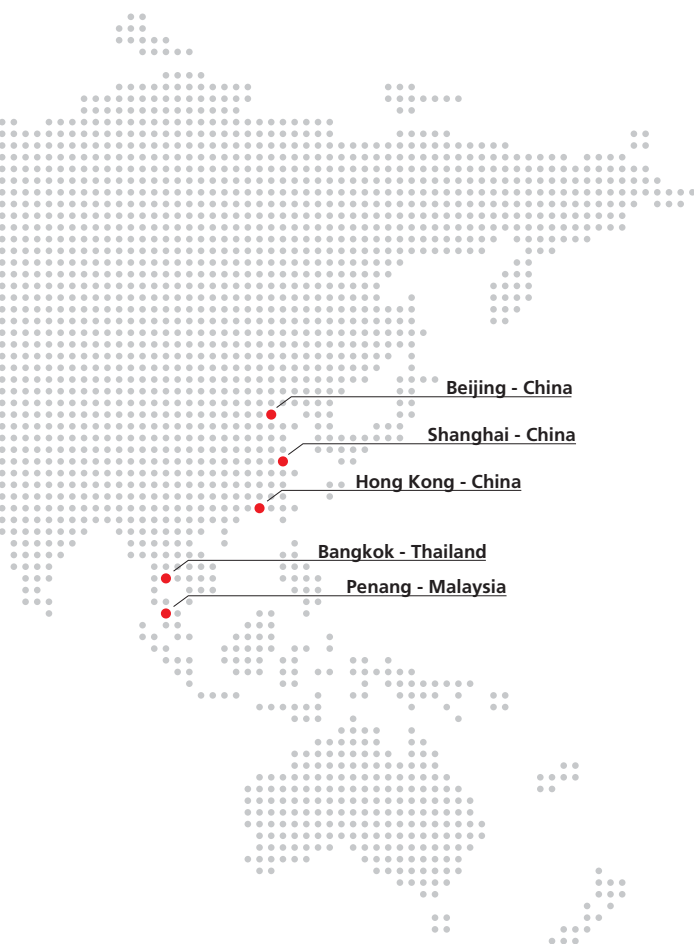 Beijing - China
Shanghai - China
Hong Kong - China
Bangkok - Thailand
Penang - Malaysia